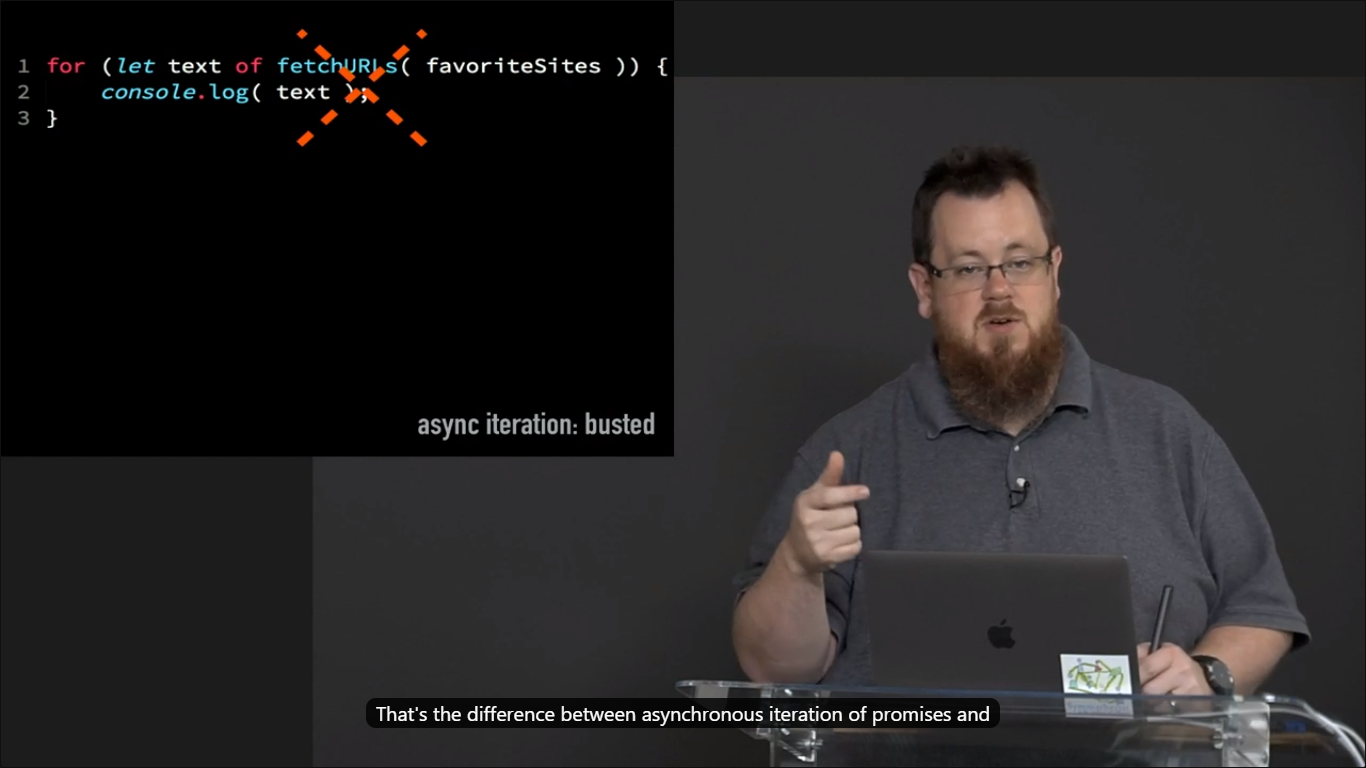 1 for (let text of fetchURLs( favoriteSites )) {
2     console.log( text );
3 }
async iteration: busted
That's the difference between asynchronous iteration of promises and